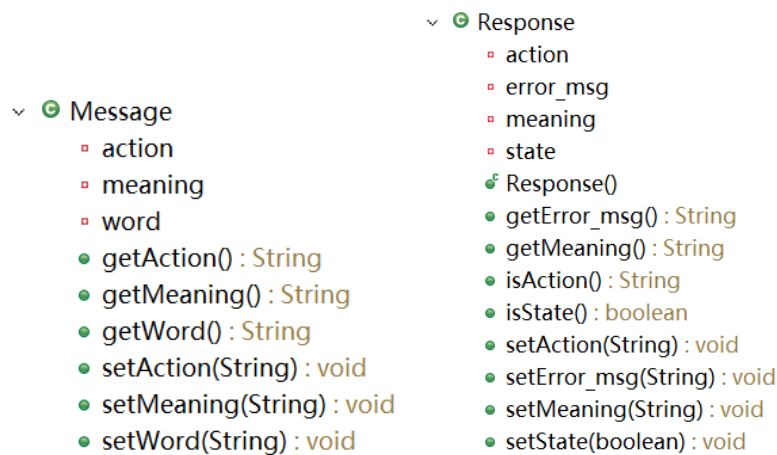 Message
action
meaning
word
getAction() : String
getMeaning() : String
getWord() : String
setAction(String) : void
setMeaning(String) : void
setWord(String) : void
Response
action
error_msg
meaning
state
Response()
getError_msg() : String
getMeaning() : String
isAction() : String
isState() : boolean
setAction(String) : void
setError_msg(String) : void
setMeaning(String) : void
setState(boolean) : void